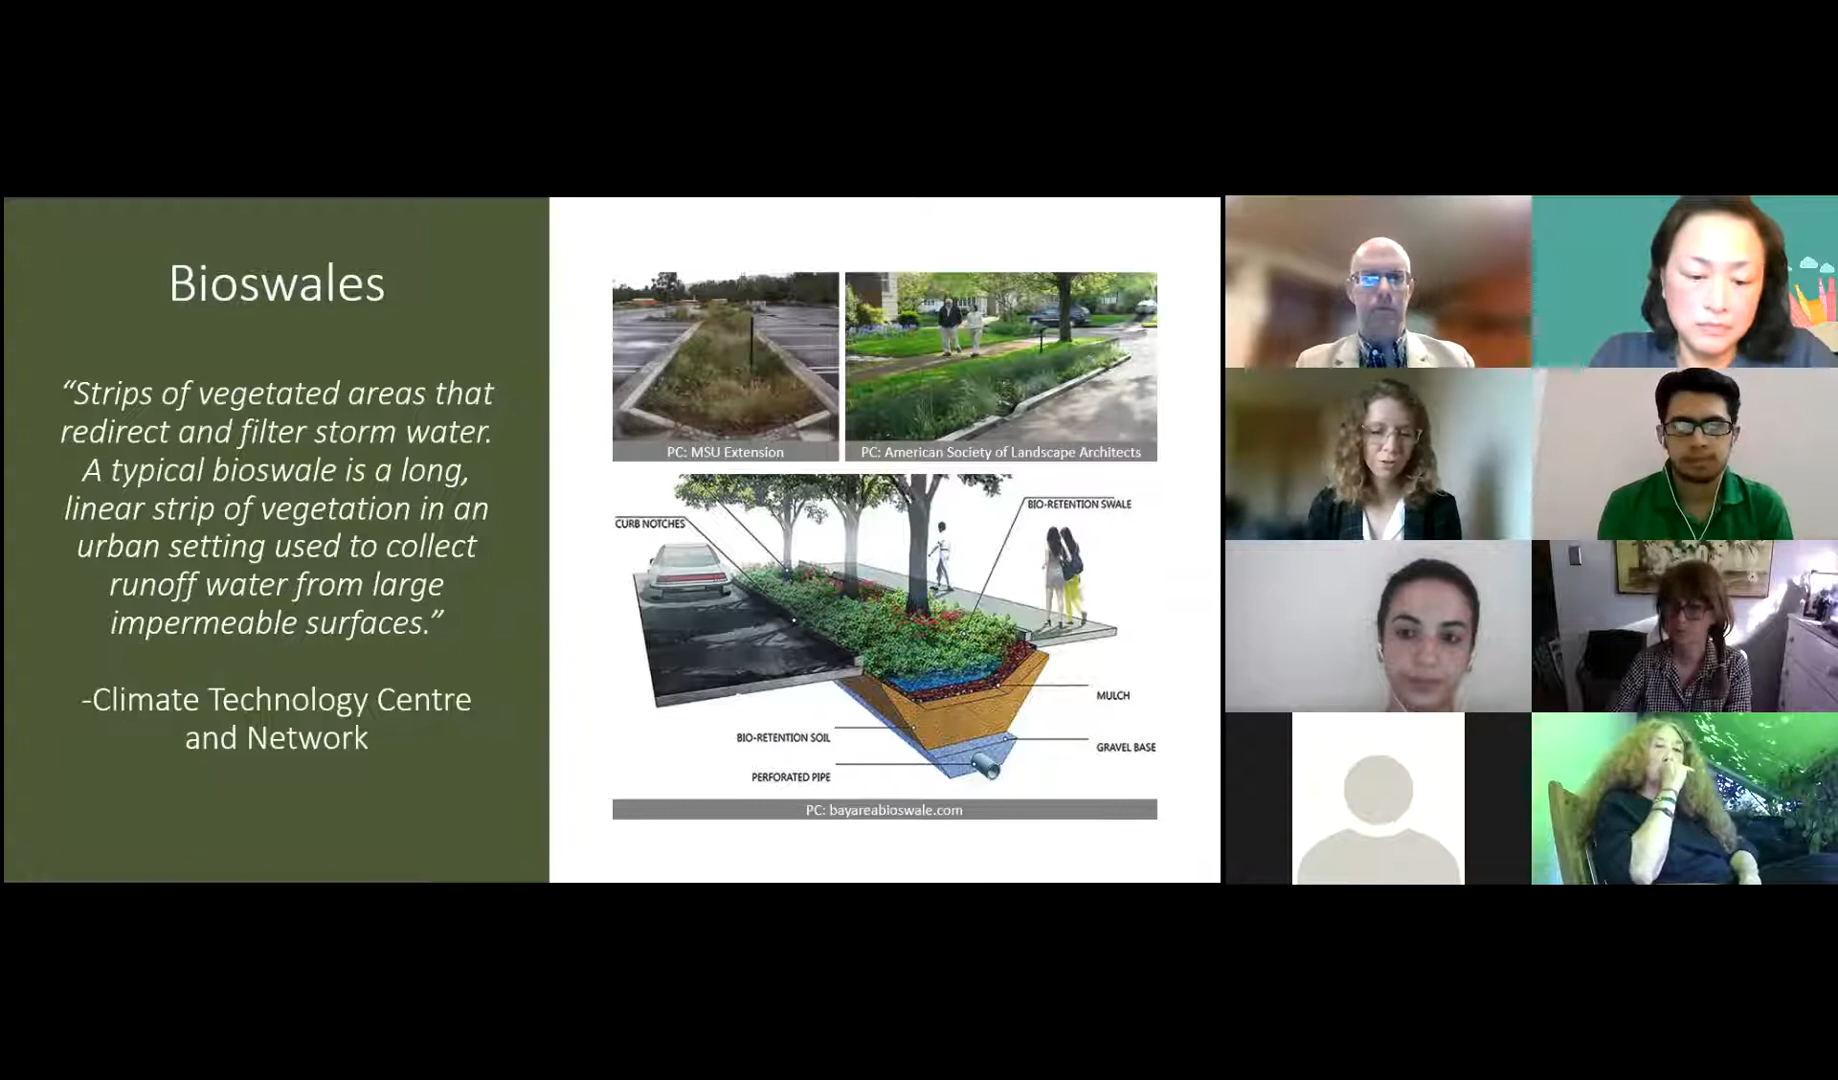 Bioswales
“Strips of vegetated areas that
redirect and filter storm water.
A typical bioswale is a long,
linear strip of vegetation in an
urban setting used to collect
runoff water from large
impermeable surfaces.”
-Climate Technology Centre
and Network
PC: MSU Extension
PC: American Society of Landscape Architects
CURB NOTCHES
BIO-RETENTION SWALE
MULCH
BIO-RETENTION SOIL
GRAVEL BASE
PERFORATED PIPE
PC: bayareabioswale.com